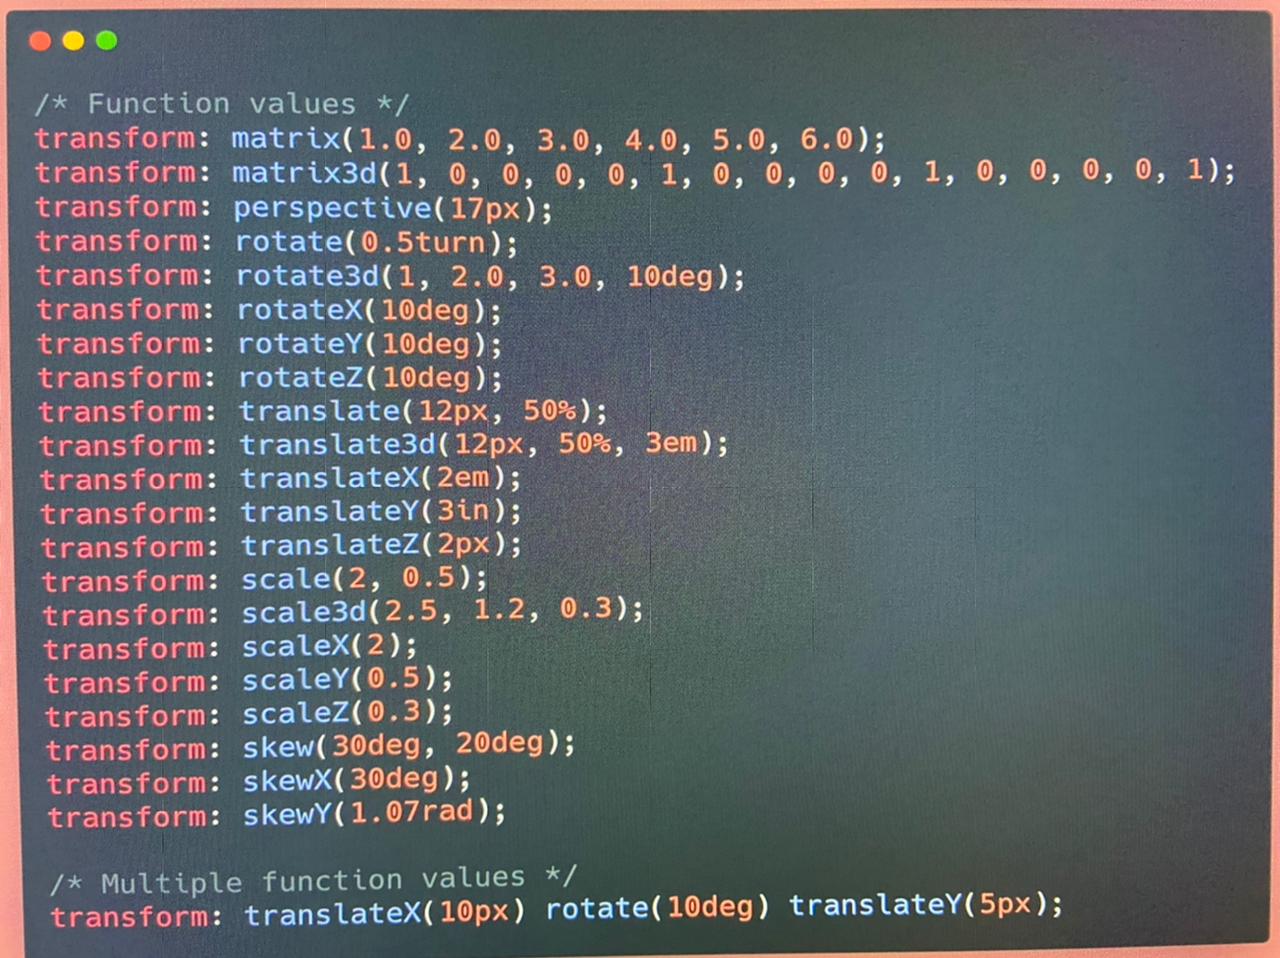 /* Function values */
transform: matrix(1.0, 2.0, 3.0, 4.0, 5.0, 6.0);
transform: matrix3d(1, 0, 0, 0, 0, 1, 0, 0, 0, 0, 1, 0, 0, 0, 0, 1);
transform: perspective(17px);
transform: rotate(0.5turn);
transform: rotate3d(1, 2.0, 3.0, 10deg);
transform: rotateX(10deg);
transform: rotateY(10deg);
transform: rotateZ(10deg);
transform: translate(12px, 50%);
transform: translate3d(12px, 50%, 3em);
transform: translateX(2em);
transform: translateY(3in);
transform: translateZ(2px);
transform: scale(2, 0.5);
transform: scale3d(2.5, 1.2, 0.3);
transform: scaleX(2);
transform: scaleY(0.5);
transform: scaleZ(0.3);
transform: skew(30deg, 20deg);
transform: skewX(30deg);
transform: skewY(1.07rad);

/* Multiple function values */
transform: translateX(10px) rotate(10deg) translateY(5px);